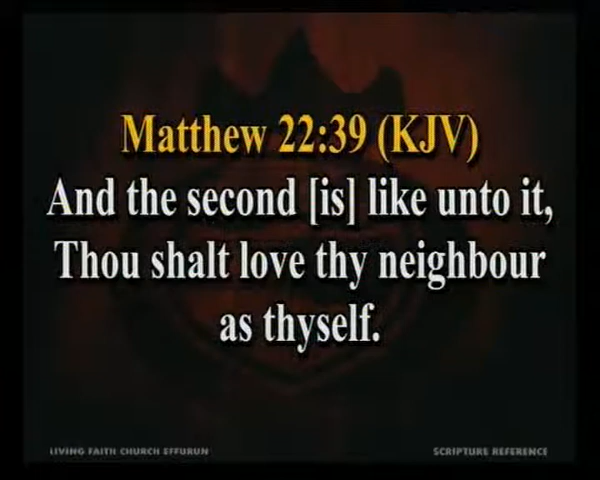 Matthew 22:39 (KJV)
And the second [is] like unto it,
Thou shalt love thy neighbour
as thyself.
LIVING FAITH CHURCH EFFURUN
SCRIPTURE REFERENCE